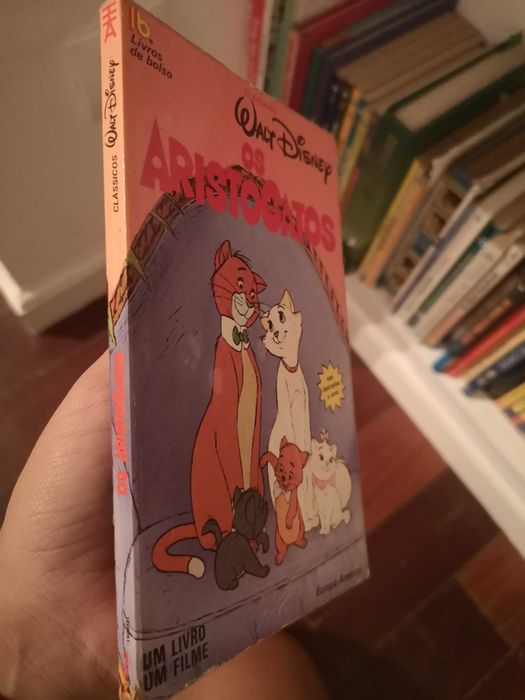 16.
Livros
de bolso
WALT DISNEY
OS
ARISTOGATOS
Europa-América
UM LIVRO
UM FILME
CLÁSSICOS WALT DISNEY
OS ARISTOGATOS